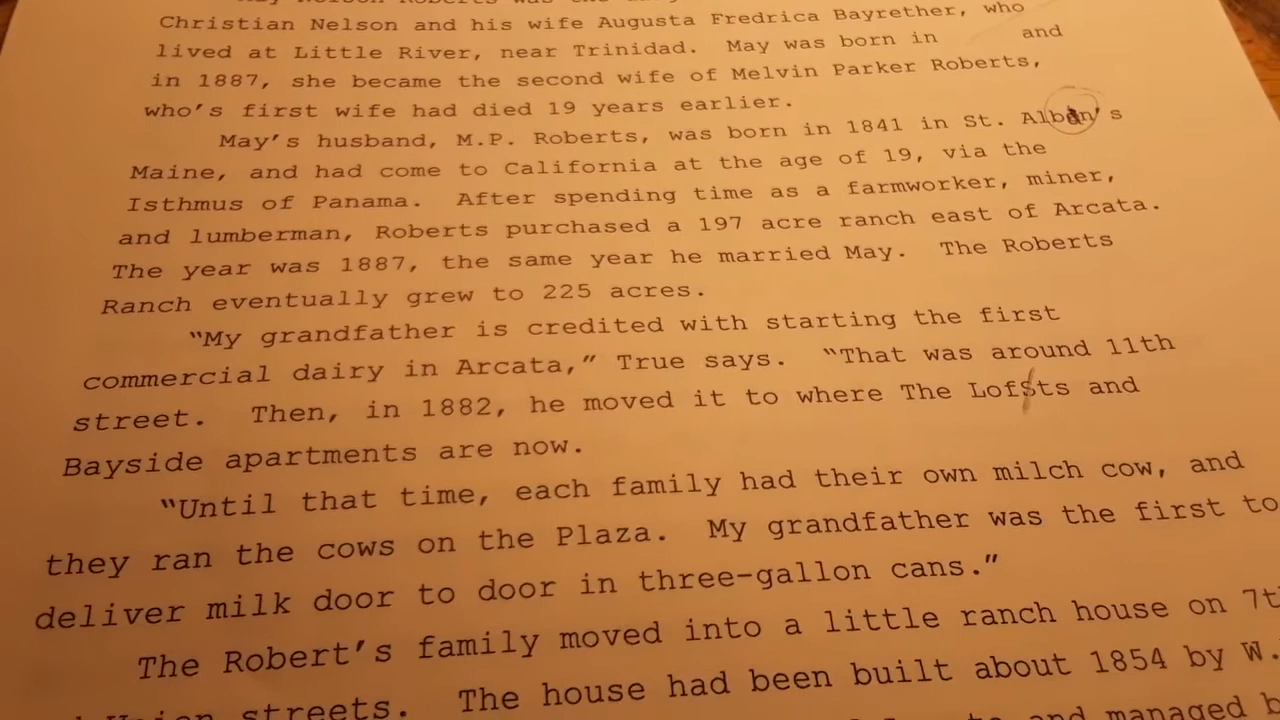 Christian Nelson and his wife Augusta Fredrica Bayrether, who
lived at Little River, near Trinidad. May was born in and
in 1887, she became the second wife of Melvin Parker Roberts,
who's first wife had died 19 years earlier.
May's husband, M.P. Roberts, was born in 1841 in St. Alban's
Maine, and had come to California at the age of 19, via the
Isthmus of Panama. After spending time as a farmworker, miner,
and lumberman, Roberts purchased a 197 acre ranch east of Arcata.
The year was 1887, the same year he married May. The Roberts
Ranch eventually grew to 225 acres.
"My grandfather is credited with starting the first
commercial dairy in Arcata," True says. "That was around 11th
street. Then, in 1882, he moved it to where The Lofsts and
Bayside apartments are now.
"Until that time, each family had their own milch cow, and
they ran the cows on the Plaza. My grandfather was the first to
deliver milk door to door in three-gallon cans."
The Robert's family moved into a little ranch house on
streets. The house had been built about 1854 by W.
and managed